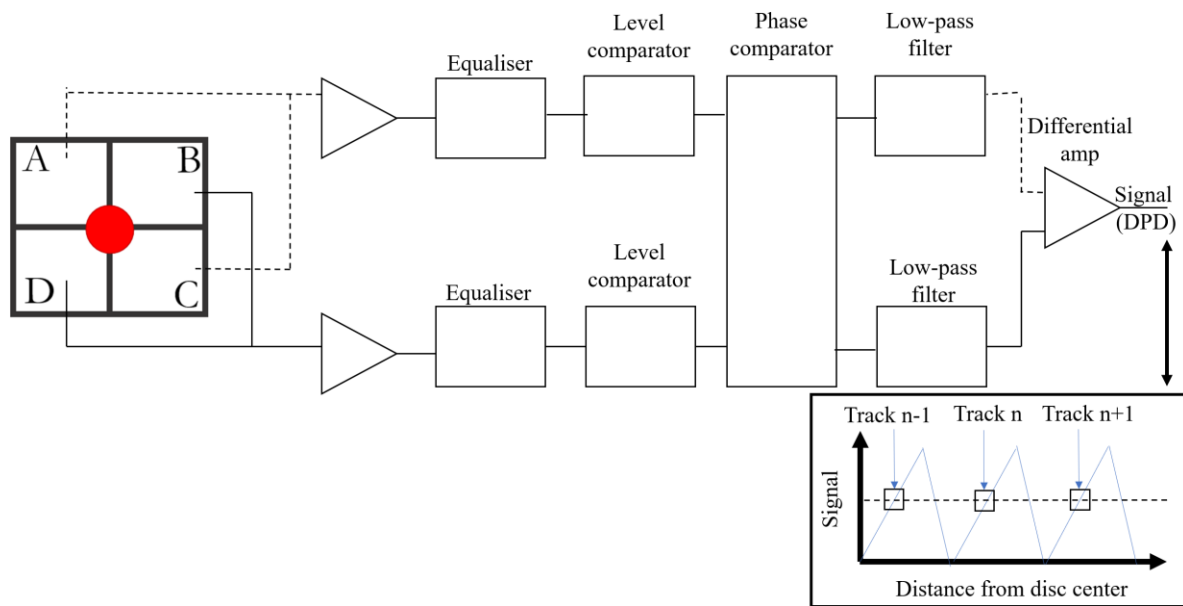 Level
comparator
Phase
comparator
Low-pass
filter
Equaliser
A
B
D
C
Differential
amp
Signal
(DPD)
Level
comparator
Equaliser
Low-pass
filter
Track n-1
Track n
Track n+1
Signal
Distance from disc center